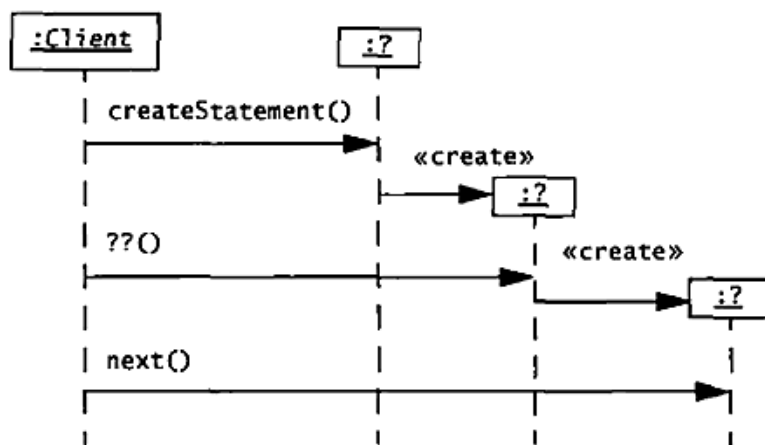 :Client
:?
createStatement()
«create»
:?
??()
«create»
:?
next()